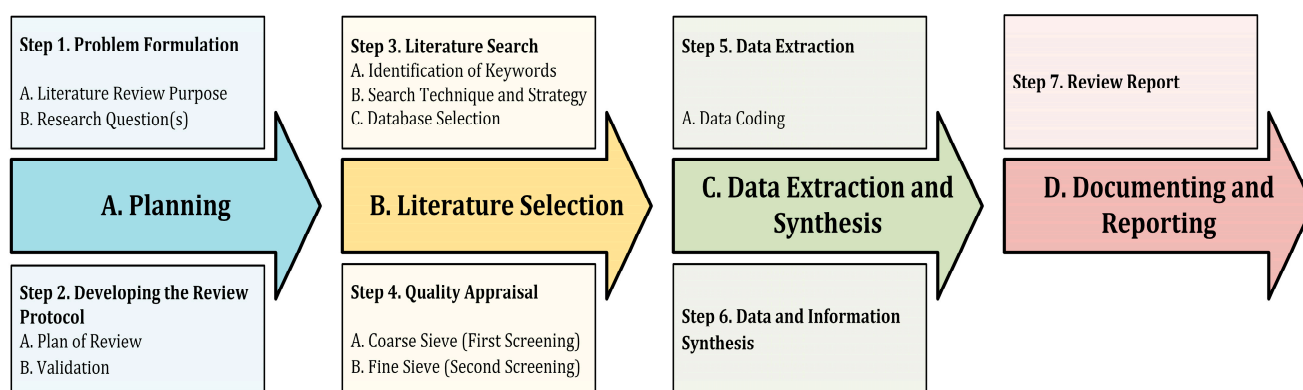 Step 1. Problem Formulation
A. Literature Review Purpose
B. Research Question(s)
A. Planning
Step 2. Developing the Review
Protocol
A. Plan of Review
B. Validation
Step 3. Literature Search
A. Identification of Keywords
B. Search Technique and Strategy
C. Database Selection
B. Literature Selection
Step 4. Quality Appraisal
A. Coarse Sieve (First Screening)
B. Fine Sieve (Second Screening)
Step 5. Data Extraction
A. Data Coding
C. Data Extraction and
Synthesis
Step 6. Data and Information
Synthesis
Step 7. Review Report
D. Documenting and
Reporting